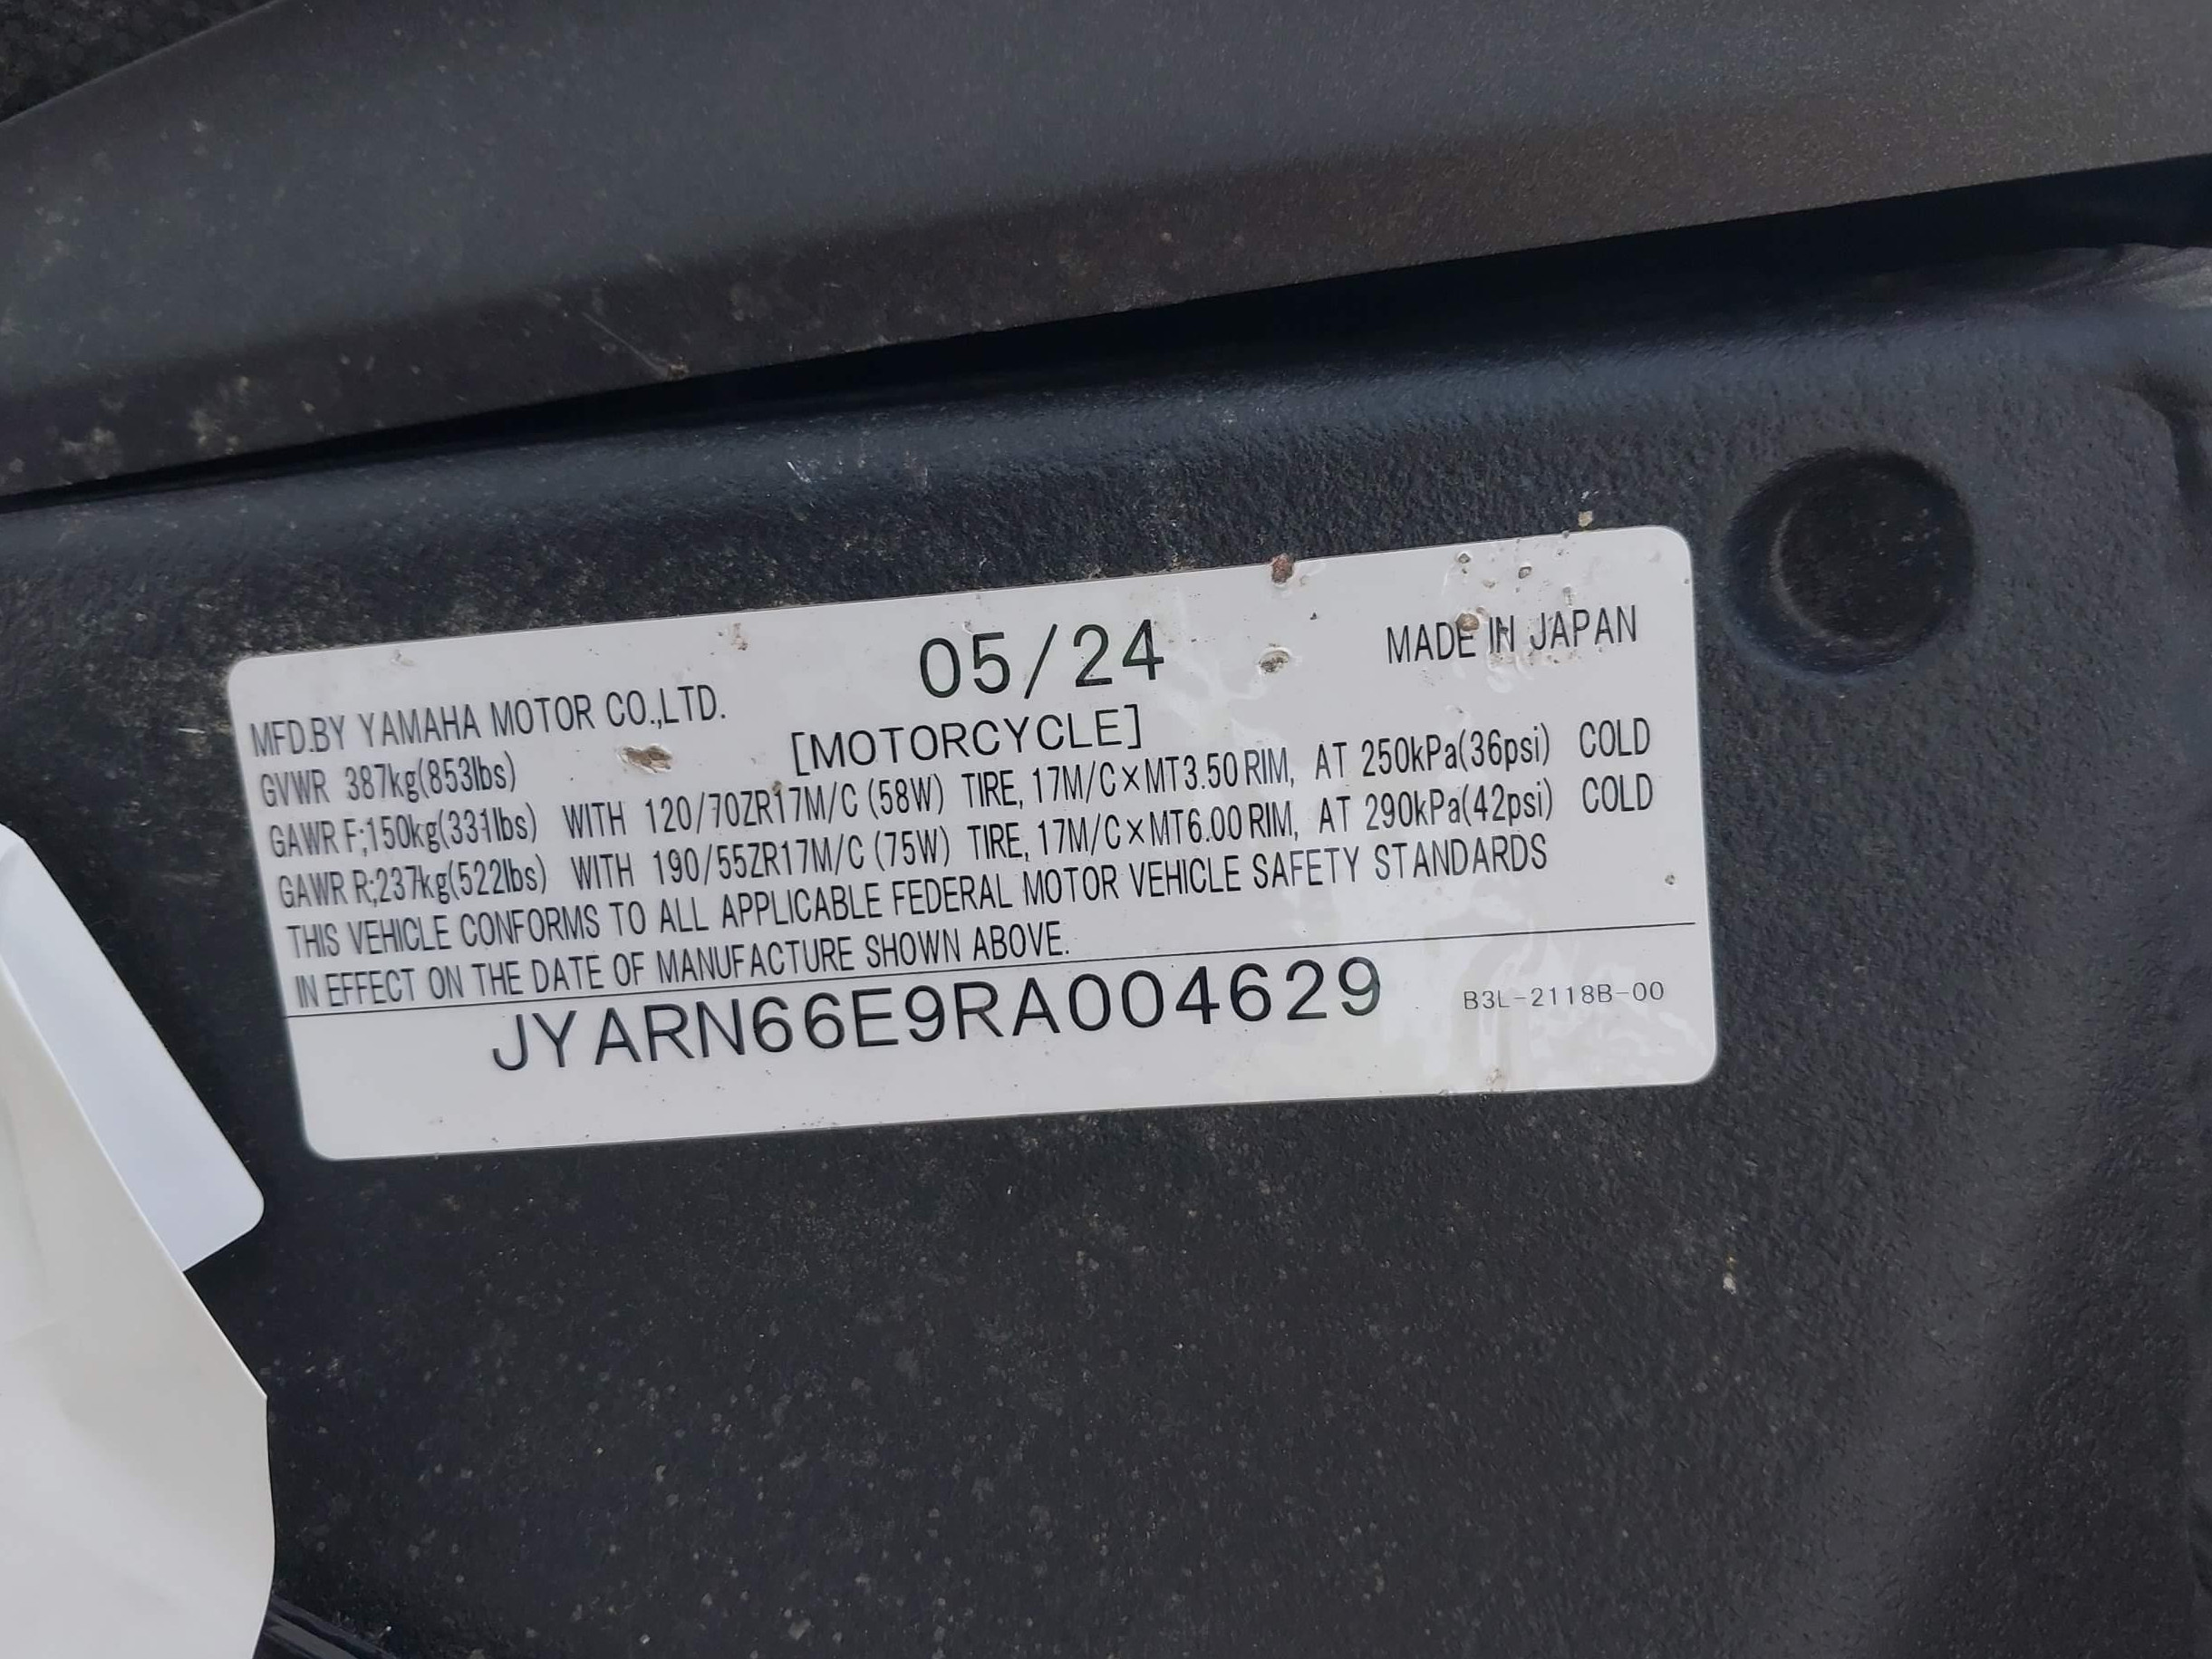 05/24
MADE IN JAPAN
MFD.BY YAMAHA MOTOR CO.,LTD.
[MOTORCYCLE]
GVWR 387kg(853lbs)
GAWR F;150kg(331lbs) WITH 120/70ZR17M/C (58W) TIRE, 17M/C×MT3.50 RIM, AT 250kPa(36psi) COLD
GAWR R;237kg(522lbs) WITH 190/55ZR17M/C (75W) TIRE, 17M/C×MT6.00 RIM, AT 290kPa(42psi) COLD
THIS VEHICLE CONFORMS TO ALL APPLICABLE FEDERAL MOTOR VEHICLE SAFETY STANDARDS
IN EFFECT ON THE DATE OF MANUFACTURE SHOWN ABOVE.
JYARN66E9RA004629
B3L-2118B-00